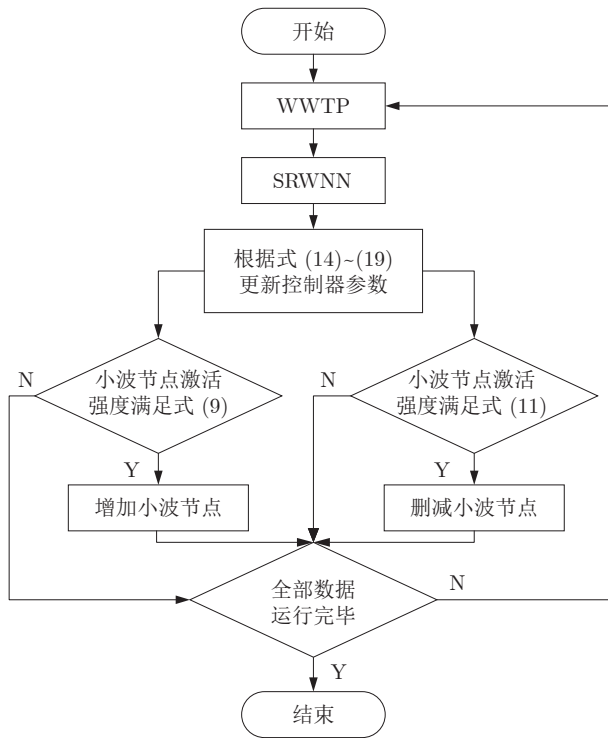 开始
WWTP
SRWNN
根据式 (14)~(19)
更新控制器参数
N
小波节点激活
强度满足式 (9)
N
小波节点激活
强度满足式 (11)
Y
Y
增加小波节点
删减小波节点
全部数据
运行完毕
N
Y
结束